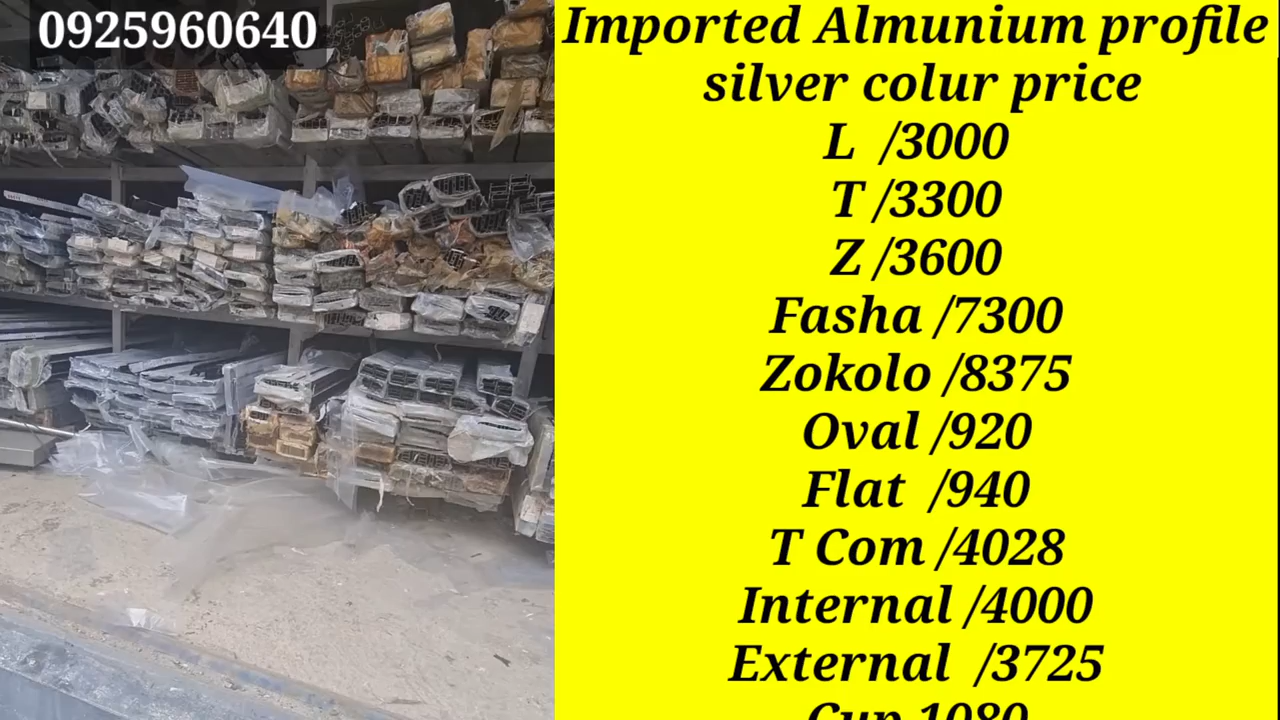 0925960640
Imported Almunium profile
silver colur price
L /3000
T /3300
Z /3600
Fasha /7300
Zokolo /8375
Oval /920
Flat /940
T Com /4028
Internal /4000
External /3725